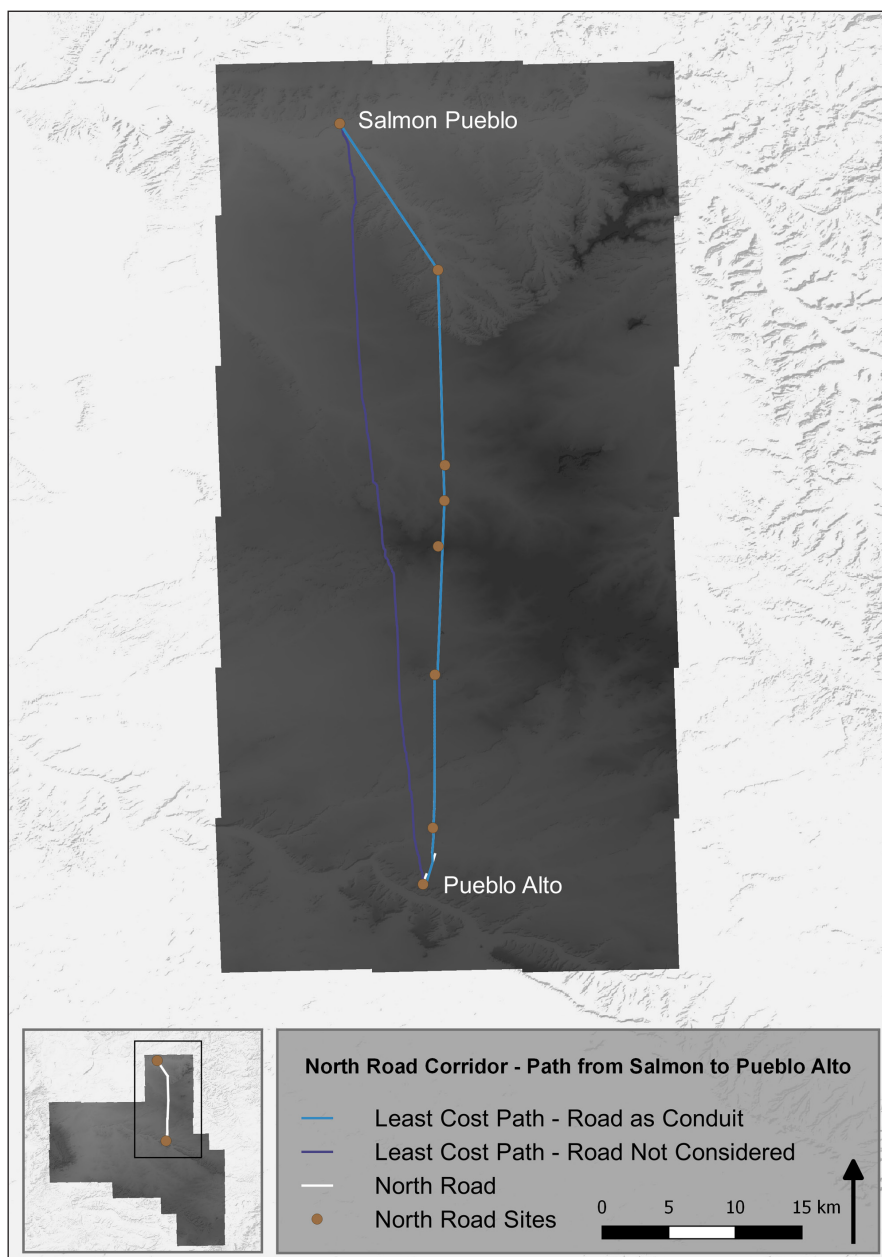 Salmon Pueblo
Pueblo Alto
North Road Corridor - Path from Salmon to Pueblo Alto
Least Cost Path - Road as Conduit
Least Cost Path - Road Not Considered
North Road
North Road Sites
0 5 10 15 km